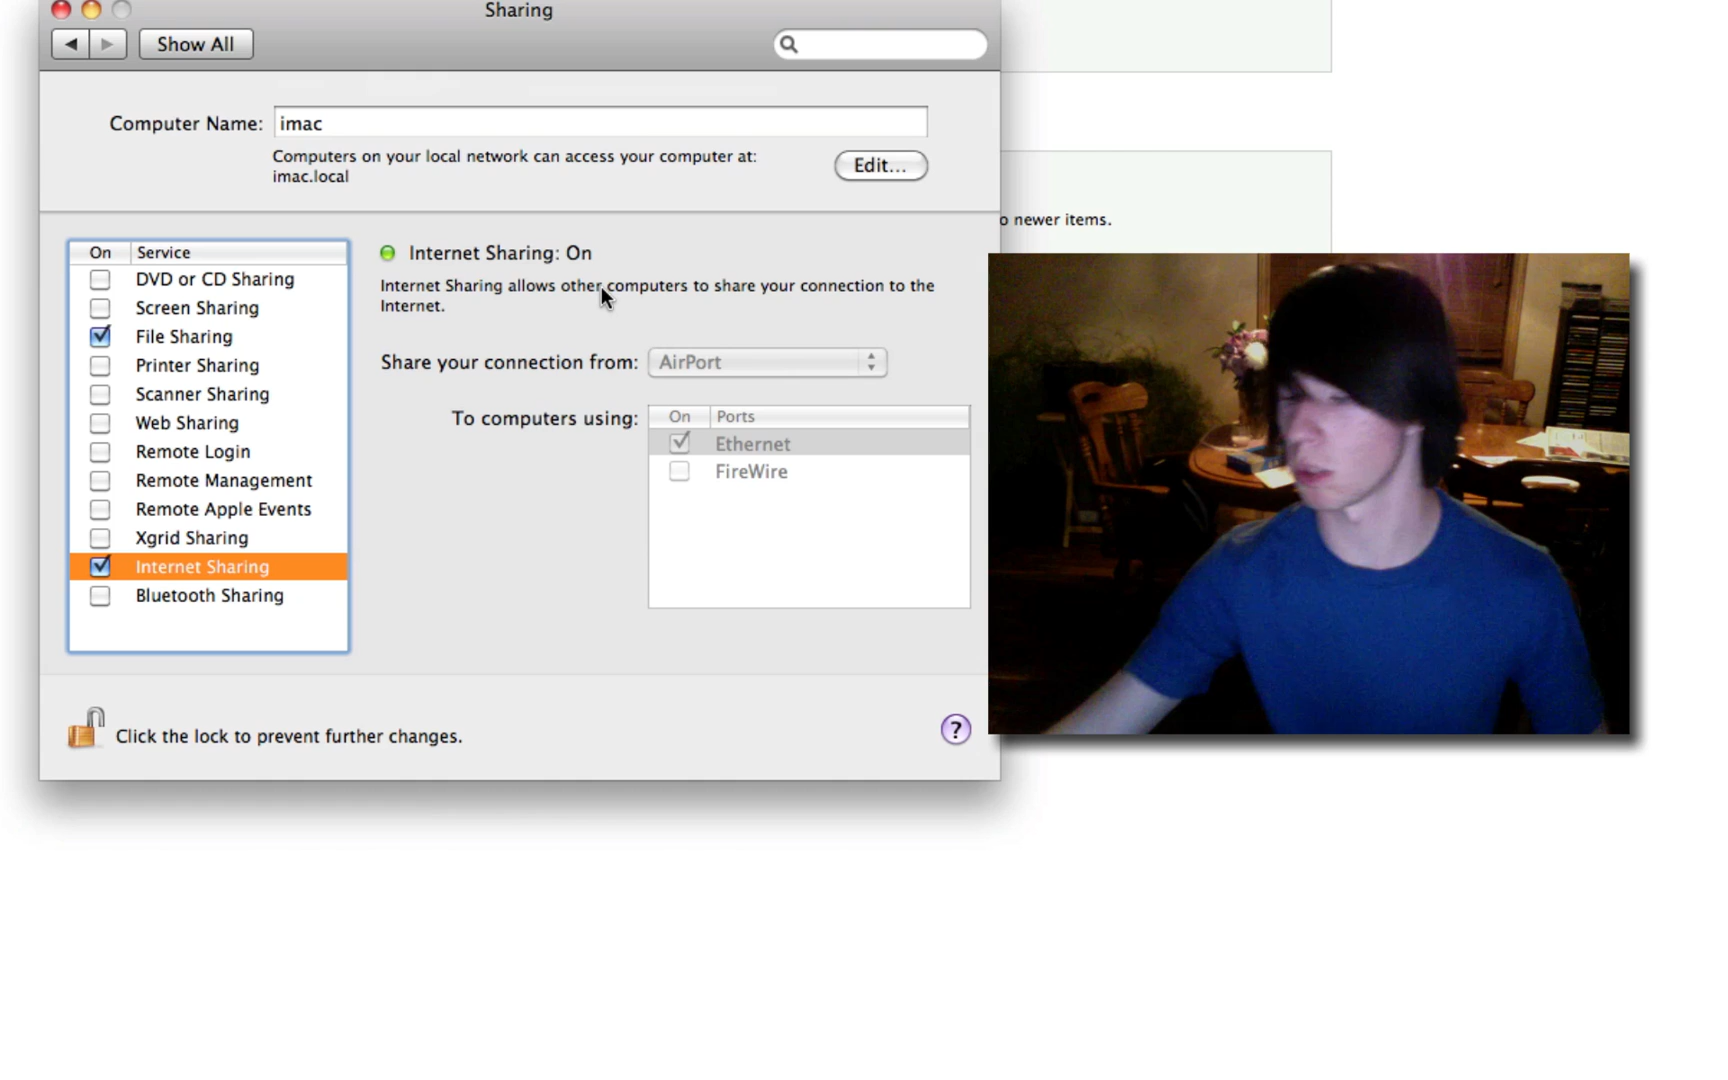 Sharing
Show All
Computer Name: imac
Computers on your local network can access your computer at:
imac.local
Edit...
On Service
DVD or CD Sharing
Screen Sharing
File Sharing
Printer Sharing
Scanner Sharing
Web Sharing
Remote Login
Remote Management
Remote Apple Events
Xgrid Sharing
Internet Sharing
Bluetooth Sharing
Internet Sharing: On
Internet Sharing allows other computers to share your connection to the
Internet.
Share your connection from: AirPort
To computers using:
On Ports
Ethernet
FireWire
Click the lock to prevent further changes.
?
o newer items.